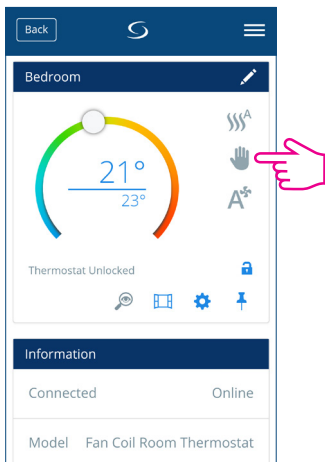 Back
Bedroom
A
21°
23°
A
Thermostat Unlocked
Information
Connected Online
Model Fan Coil Room Thermostat